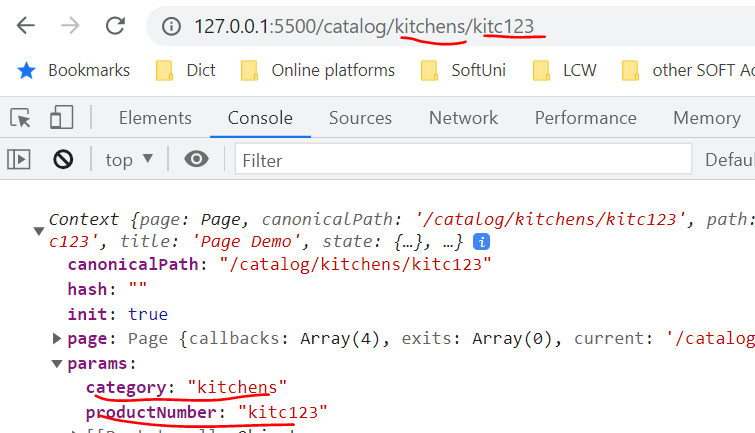 127.0.0.1:5500/catalog/kitchens/kitc123
Bookmarks Dict Online platforms SoftUni LCW other SOFT Ac
Elements Console Sources Network Performance Memory
top Filter Defau
Context {page: Page, canonicalPath: '/catalog/kitchens/kitc123', path:
c123', title: 'Page Demo', state: {…}, …} i
canonicalPath: "/catalog/kitchens/kitc123"
hash: ""
init: true
page: Page {callbacks: Array(4), exits: Array(0), current: '/catalog
params:
category: "kitchens"
productNumber: "kitc123"